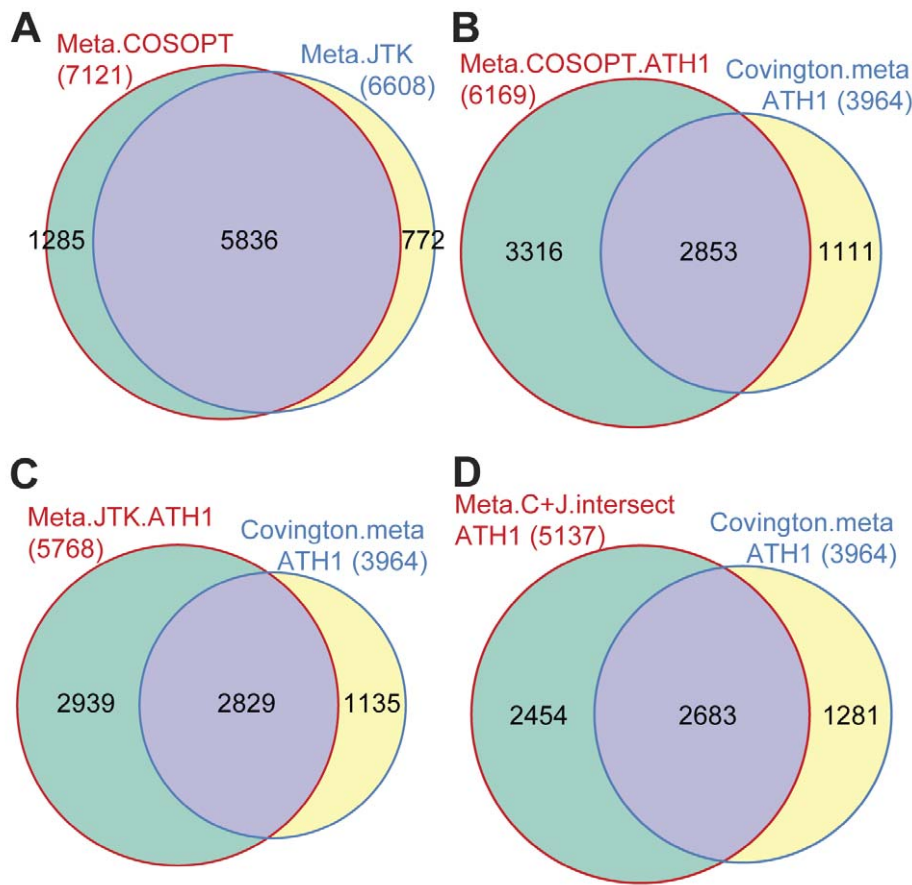 A
Meta.COSOPT
(7121)
Meta.JTK
(6608)
1285
5836
772
B
Meta.COSOPT.ATH1
(6169)
Covington.meta
ATH1 (3964)
3316
2853
1111
C
Meta.JTK.ATH1
(5768)
Covington.meta
ATH1 (3964)
2939
2829
1135
D
Meta.C+J.intersect
ATH1 (5137)
Covington.meta
ATH1 (3964)
2454
2683
1281